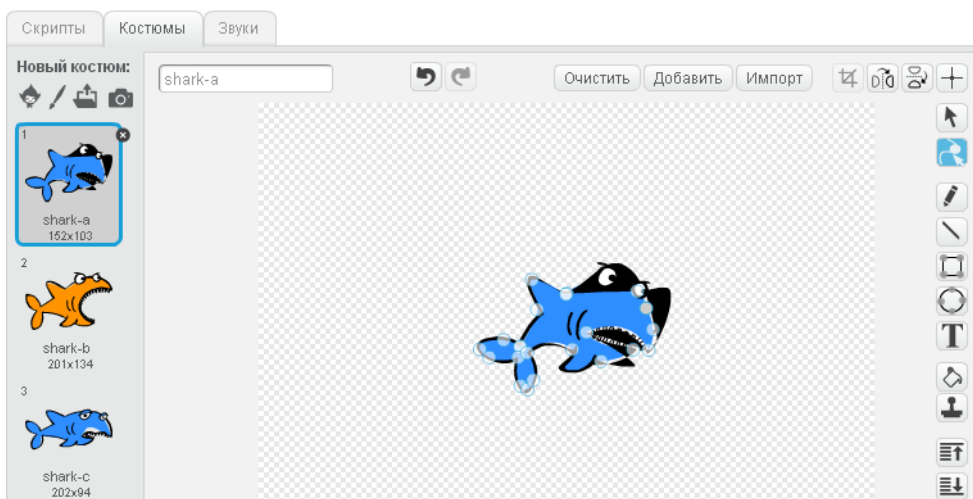 Скрипты Костюмы Звуки
Новый костюм:
shark-a
Очистить Добавить Импорт
1
shark-a
152x103
2
shark-b
201x134
3
shark-c
202x94
T